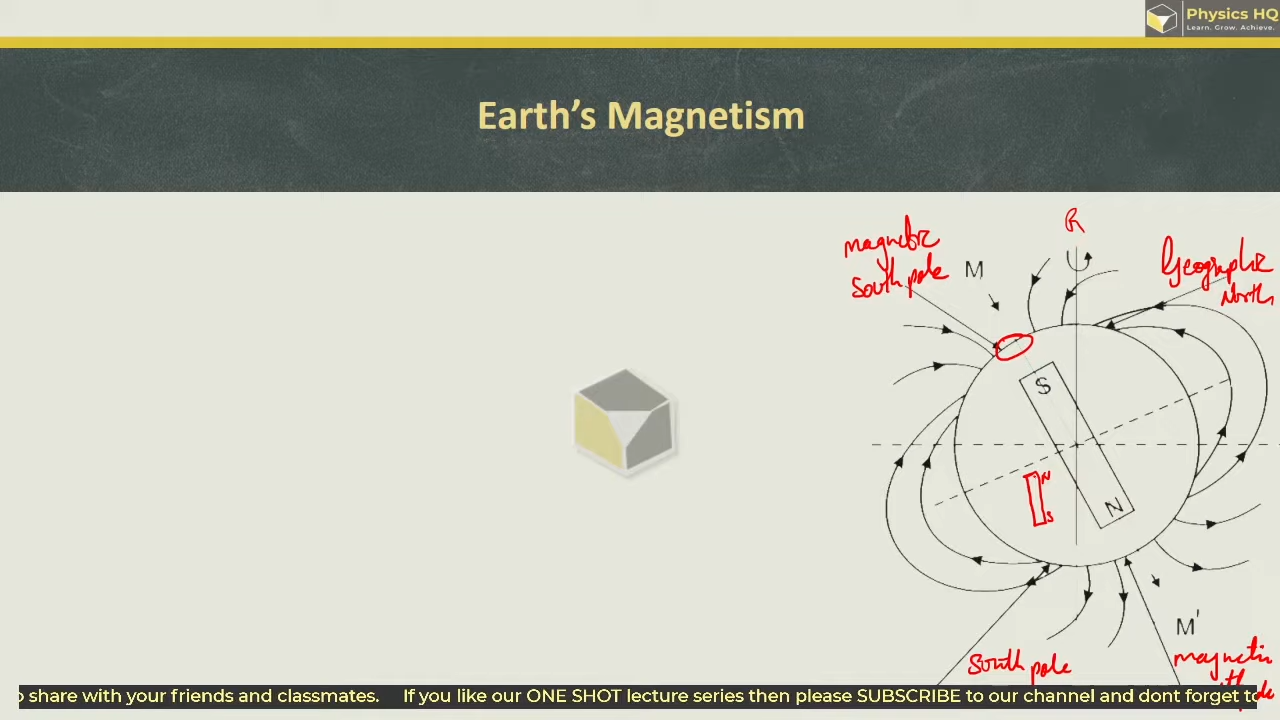 Physics HQ
Learn. Grow. Achieve.
Earth's Magnetism
magnetic
south pole
M
R
Geographic
North
S
N
S
N
M'
South pole
magnetic
share with your friends and classmates. If you like our ONE SHOT lecture series then please SUBSCRIBE to our channel and dont forget to